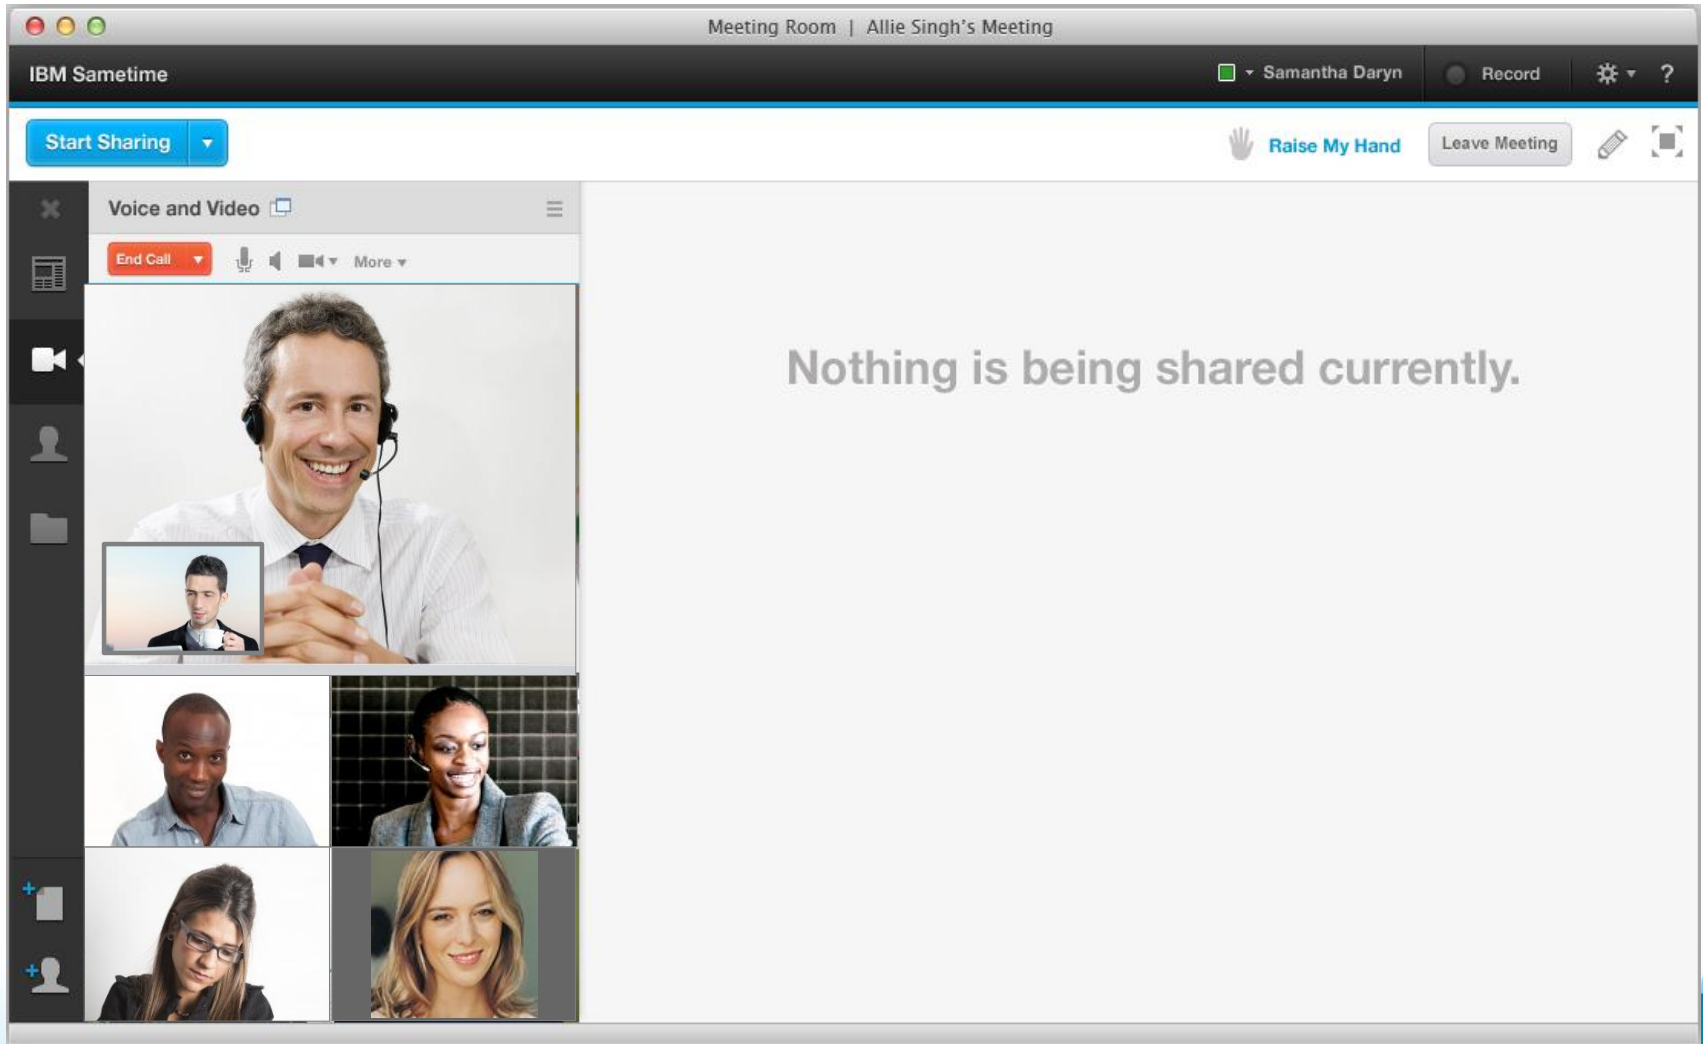 Meeting Room | Allie Singh's Meeting
IBM Sametime
Samantha Daryn
Record
?
Start Sharing
Raise My Hand
Leave Meeting
Voice and Video
End Call
More
Nothing is being shared currently.